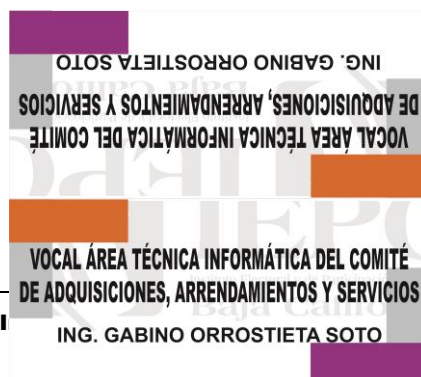 ING. GABINO ORROSTIETA SOTO
DE ADQUISICIONES, ARRENDAMIENTOS Y SERVICIOS
VOCAL ÁREA TÉCNICA INFORMÁTICA DEL COMITÉ
VOCAL ÁREA TÉCNICA INFORMÁTICA DEL COMITÉ
DE ADQUISICIONES, ARRENDAMIENTOS Y SERVICIOS
ING. GABINO ORROSTIETA SOTO